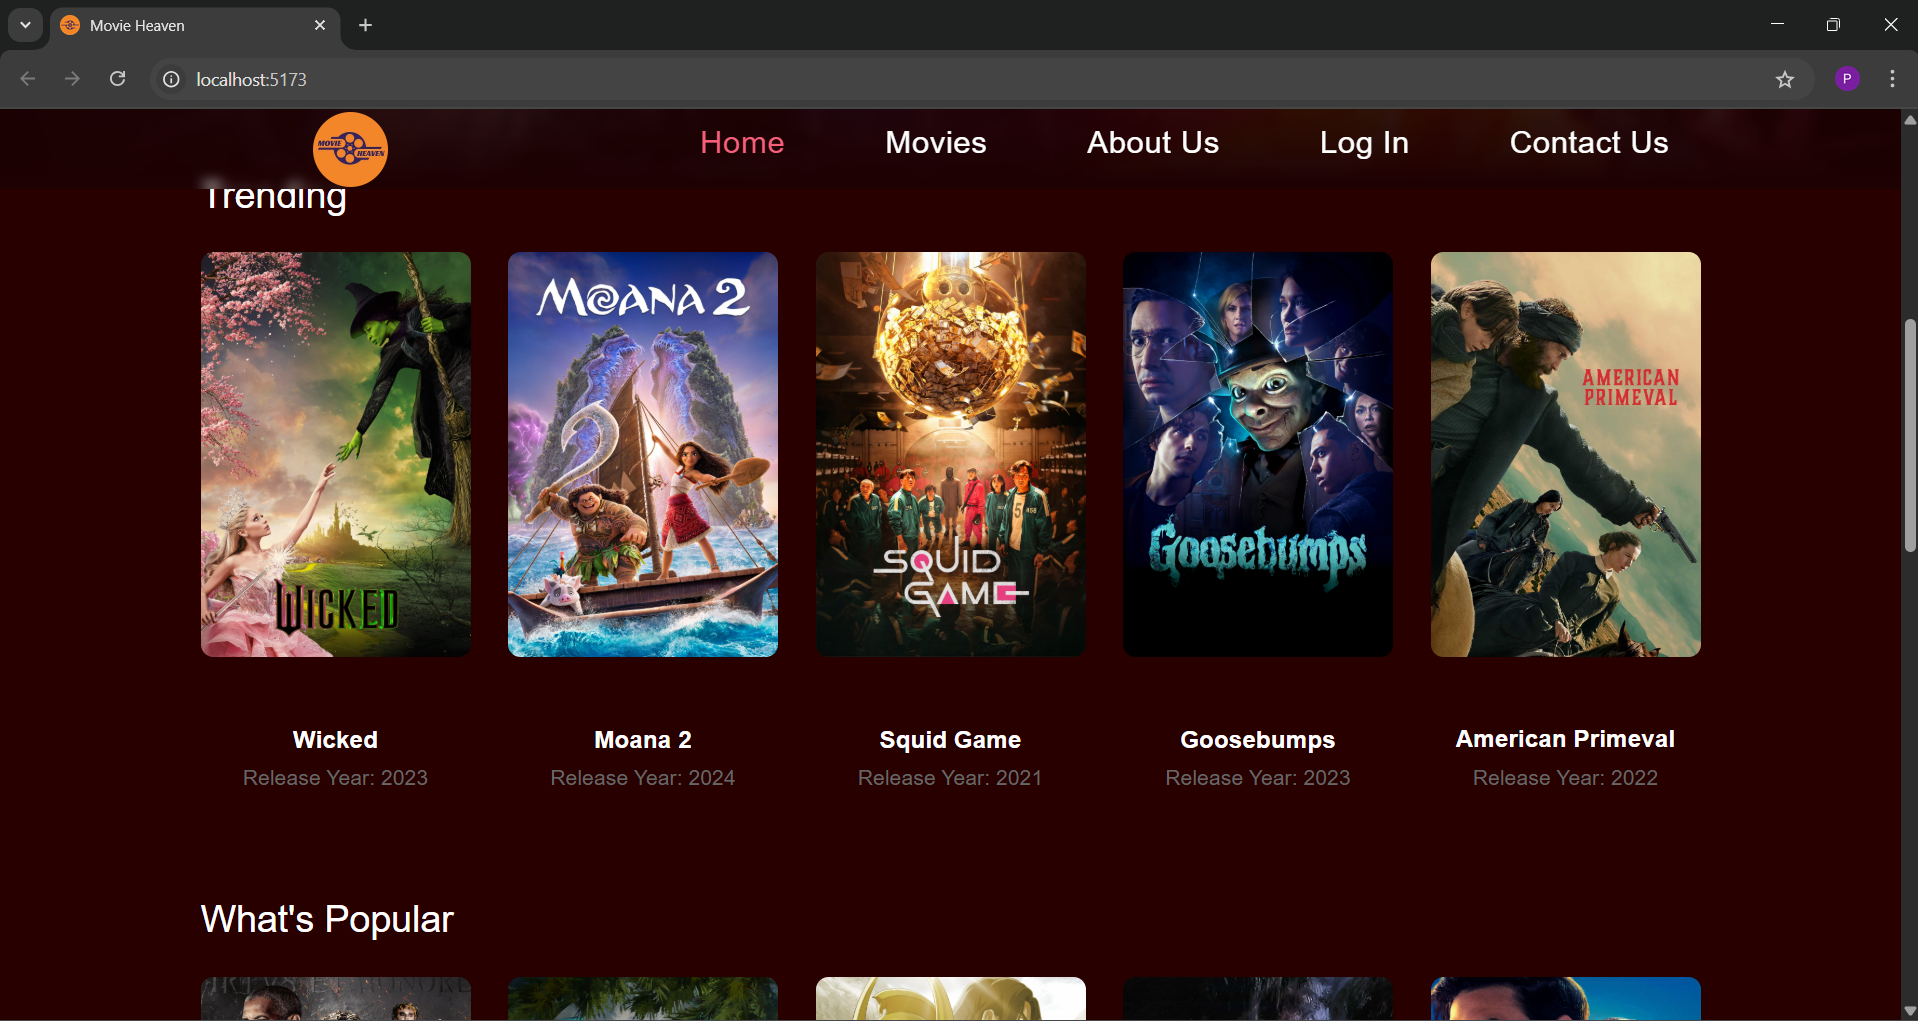 Movie Heaven
localhost:5173
P
MOVIE
HEAVEN
Home
Movies
About Us
Log In
Contact Us
Trending
WICKED
MOANA 2
SQUID
GAME
Goosebumps
AMERICAN
PRIMEVAL
Wicked
Moana 2
Squid Game
Goosebumps
American Primeval
Release Year: 2023
Release Year: 2024
Release Year: 2021
Release Year: 2023
Release Year: 2022
What's Popular